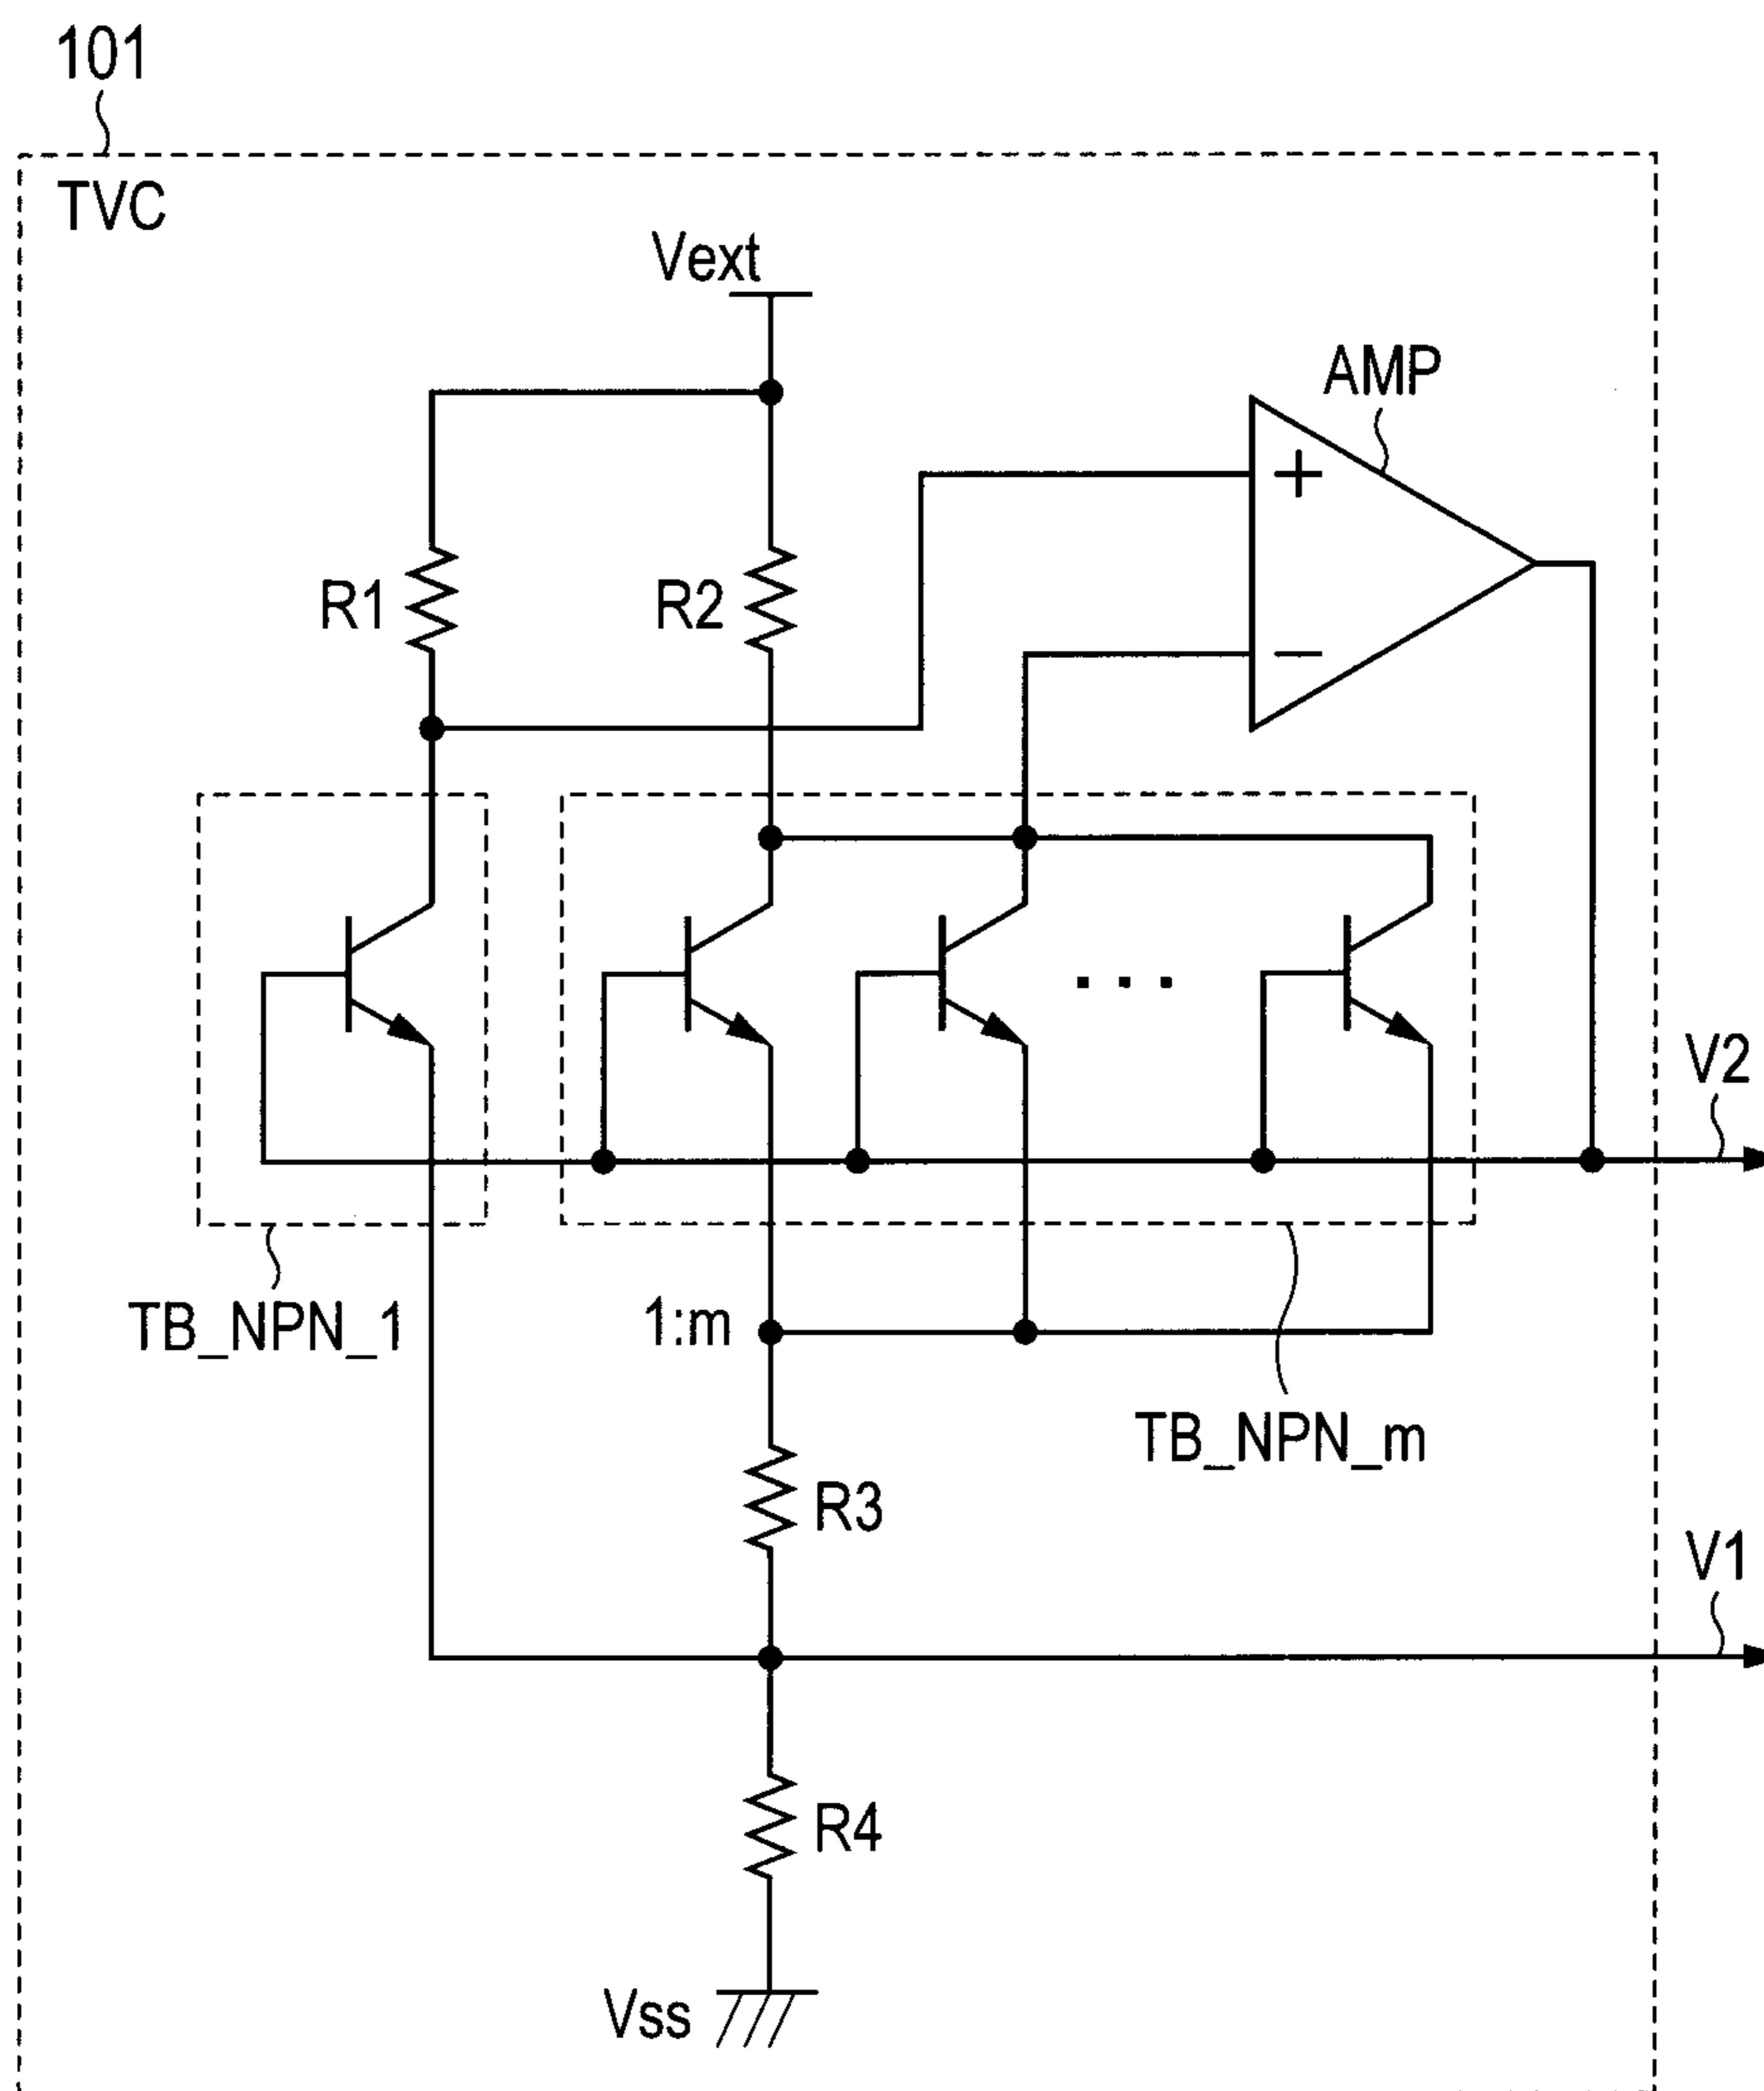 101
TVC
Vext
AMP
+
R1
R2
−
V2
TB_NPN_1
1:m
TB_NPN_m
R3
V1
R4
Vss